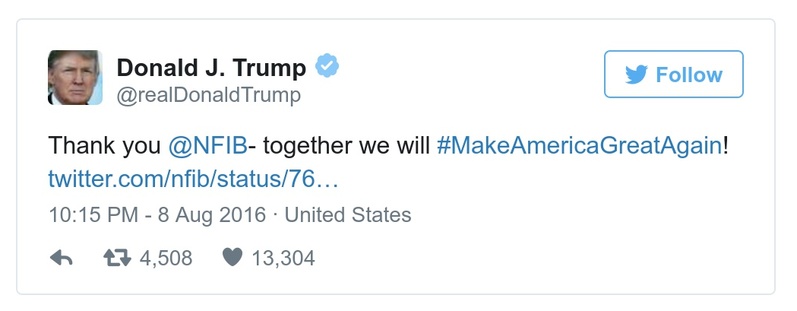 Donald J. Trump
@realDonaldTrump
Follow
Thank you @NFIB- together we will #MakeAmericaGreatAgain!
twitter.com/nfib/status/76…
10:15 PM - 8 Aug 2016 · United States
4,508 13,304